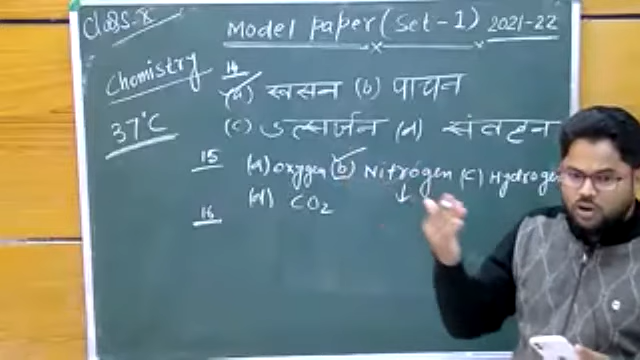 Class-X
Model Paper (Set-1) 2021-22
Chemistry
37°C
14
(a) श्वसन (b) पाचन
(c) उत्सर्जन (d) संवहन
15
(a) oxygen (b) Nitrogen (c) Hydrogen
(d) CO₂
16